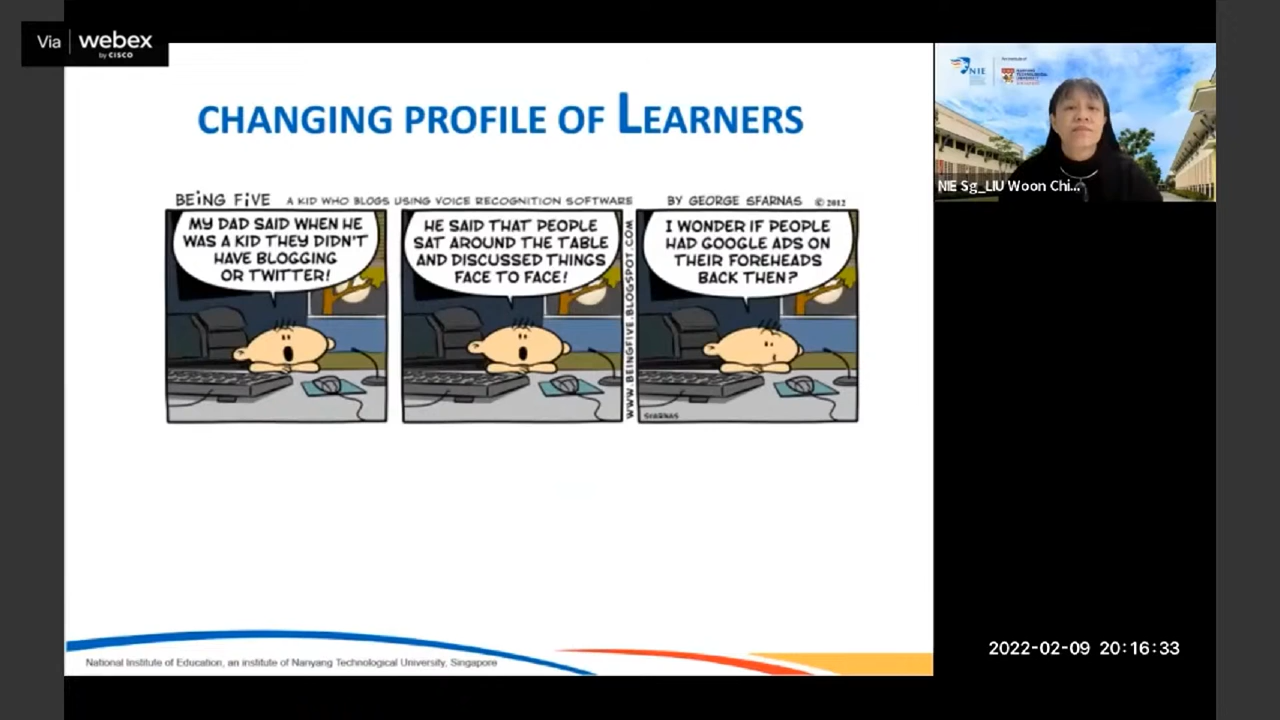 Via webex
by CISCO
CHANGING PROFILE OF LEARNERS
BEiNG FiVE A KID WHO BLOGS USING VOICE RECOGNITION SOFTWARE BY GEORGE SFARNAS © 2012
MY DAD SAID WHEN HE
WAS A KID THEY DIDN'T
HAVE BLOGGING
OR TWITTER!
HE SAID THAT PEOPLE
SAT AROUND THE TABLE
AND DISCUSSED THINGS
FACE TO FACE!
WWW.BEINGFIVE.BLOGSPOT.COM
I WONDER IF PEOPLE
HAD GOOGLE ADS ON
THEIR FOREHEADS
BACK THEN?
SFARNAS
NIE
NIE Sg_LIU Woon Chi...
National Institute of Education, an institute of Nanyang Technological University, Singapore
2022-02-09 20:16:33